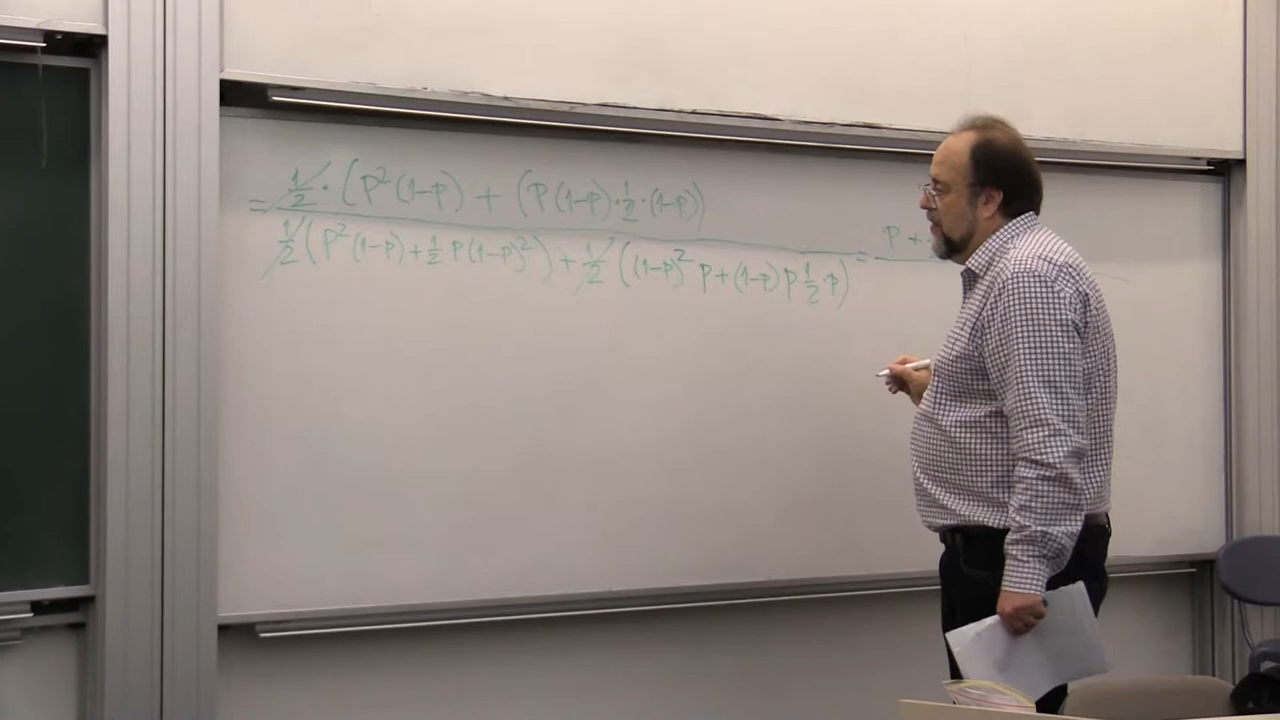 = 1/2 · (P²(1-P) + (P(1-P)·1/2·(1-P))
1/2(P²(1-P)+1/2 P(1-P)²) + 1/2((1-P)²P+(1-P)P 1/2·P) = P +